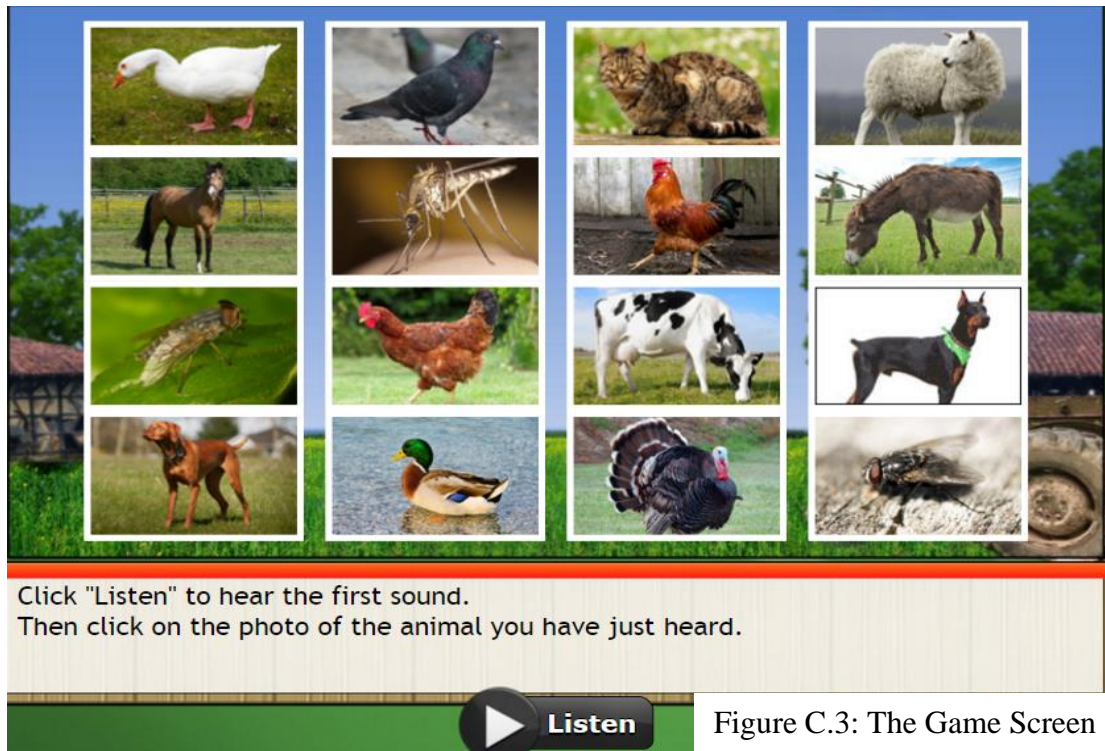 Click "Listen" to hear the first sound.
Then click on the photo of the animal you have just heard.
Listen
Figure C.3: The Game Screen